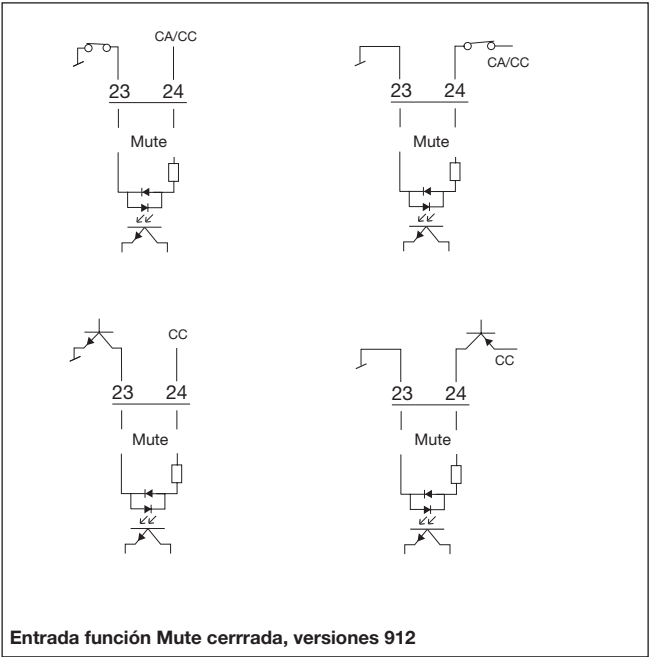 CA/CC
23 24
Mute
CA/CC
23 24
Mute
CC
23 24
Mute
CC
23 24
Mute
Entrada función Mute cerrrada, versiones 912